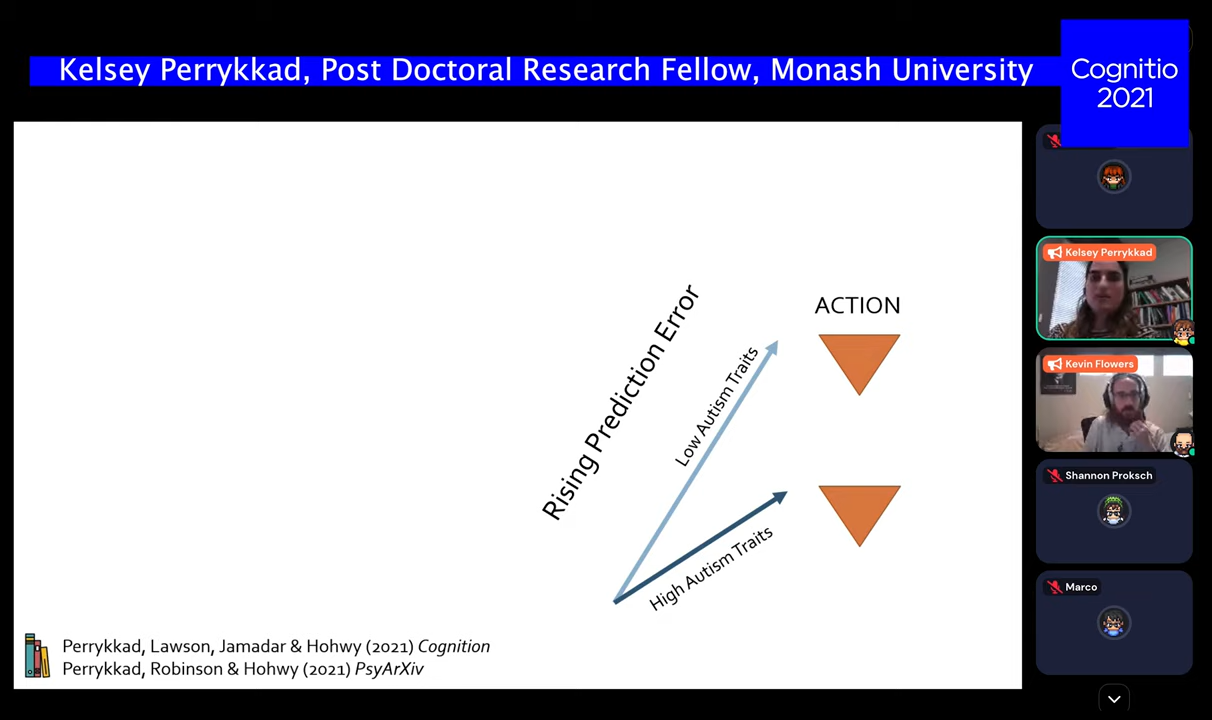 Kelsey Perrykkad, Post Doctoral Research Fellow, Monash University
Cognitio
2021
Rising Prediction Error
Low Autism Traits
High Autism Traits
ACTION
Perrykkad, Lawson, Jamadar & Hohwy (2021) Cognition
Perrykkad, Robinson & Hohwy (2021) PsyArXiv
Kelsey Perrykkad
Kevin Flowers
Shannon Proksch
Marco